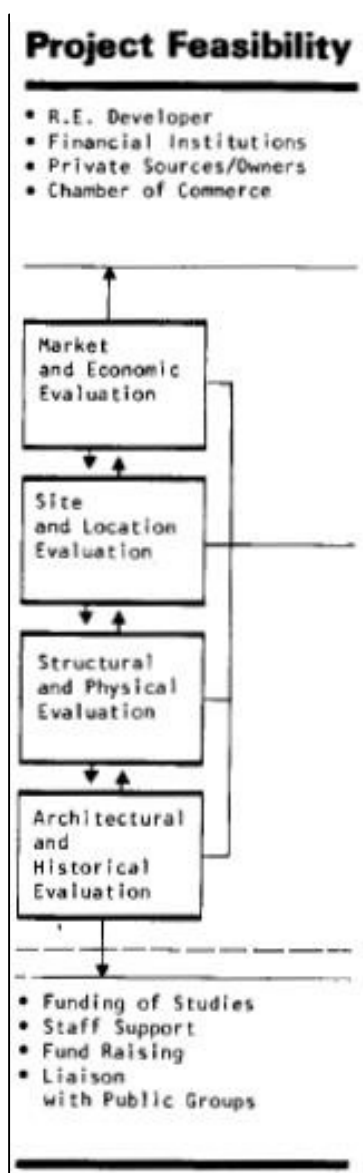 Project Feasibility
• R.E. Developer
• Financial Institutions
• Private Sources/Owners
• Chamber of Commerce
Market
and Economic
Evaluation
Site
and Location
Evaluation
Structural
and Physical
Evaluation
Architectural
and
Historical
Evaluation
• Funding of Studies
• Staff Support
• Fund Raising
• Liaison
with Public Groups